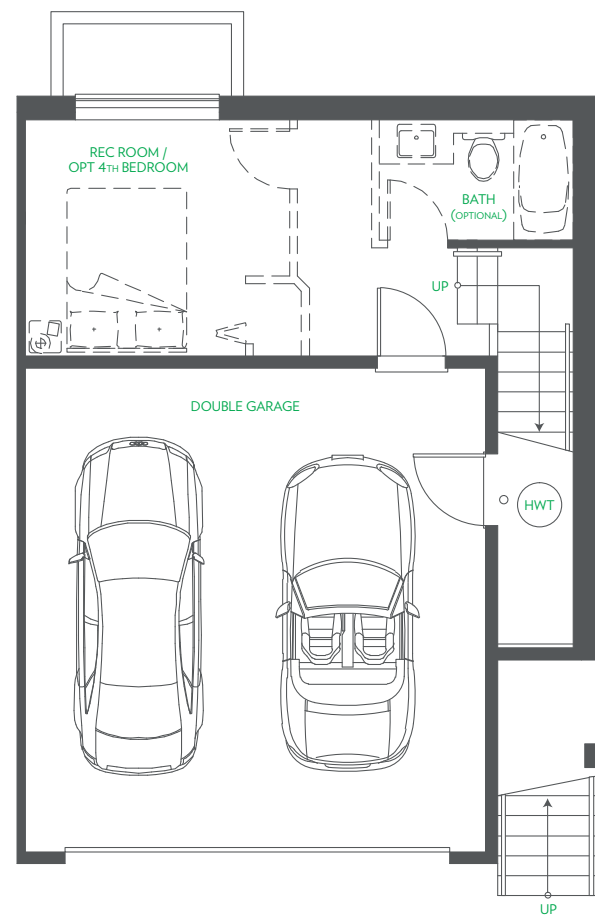 REC ROOM /
OPT 4TH BEDROOM
BATH
(OPTIONAL)
UP
DOUBLE GARAGE
HWT
UP